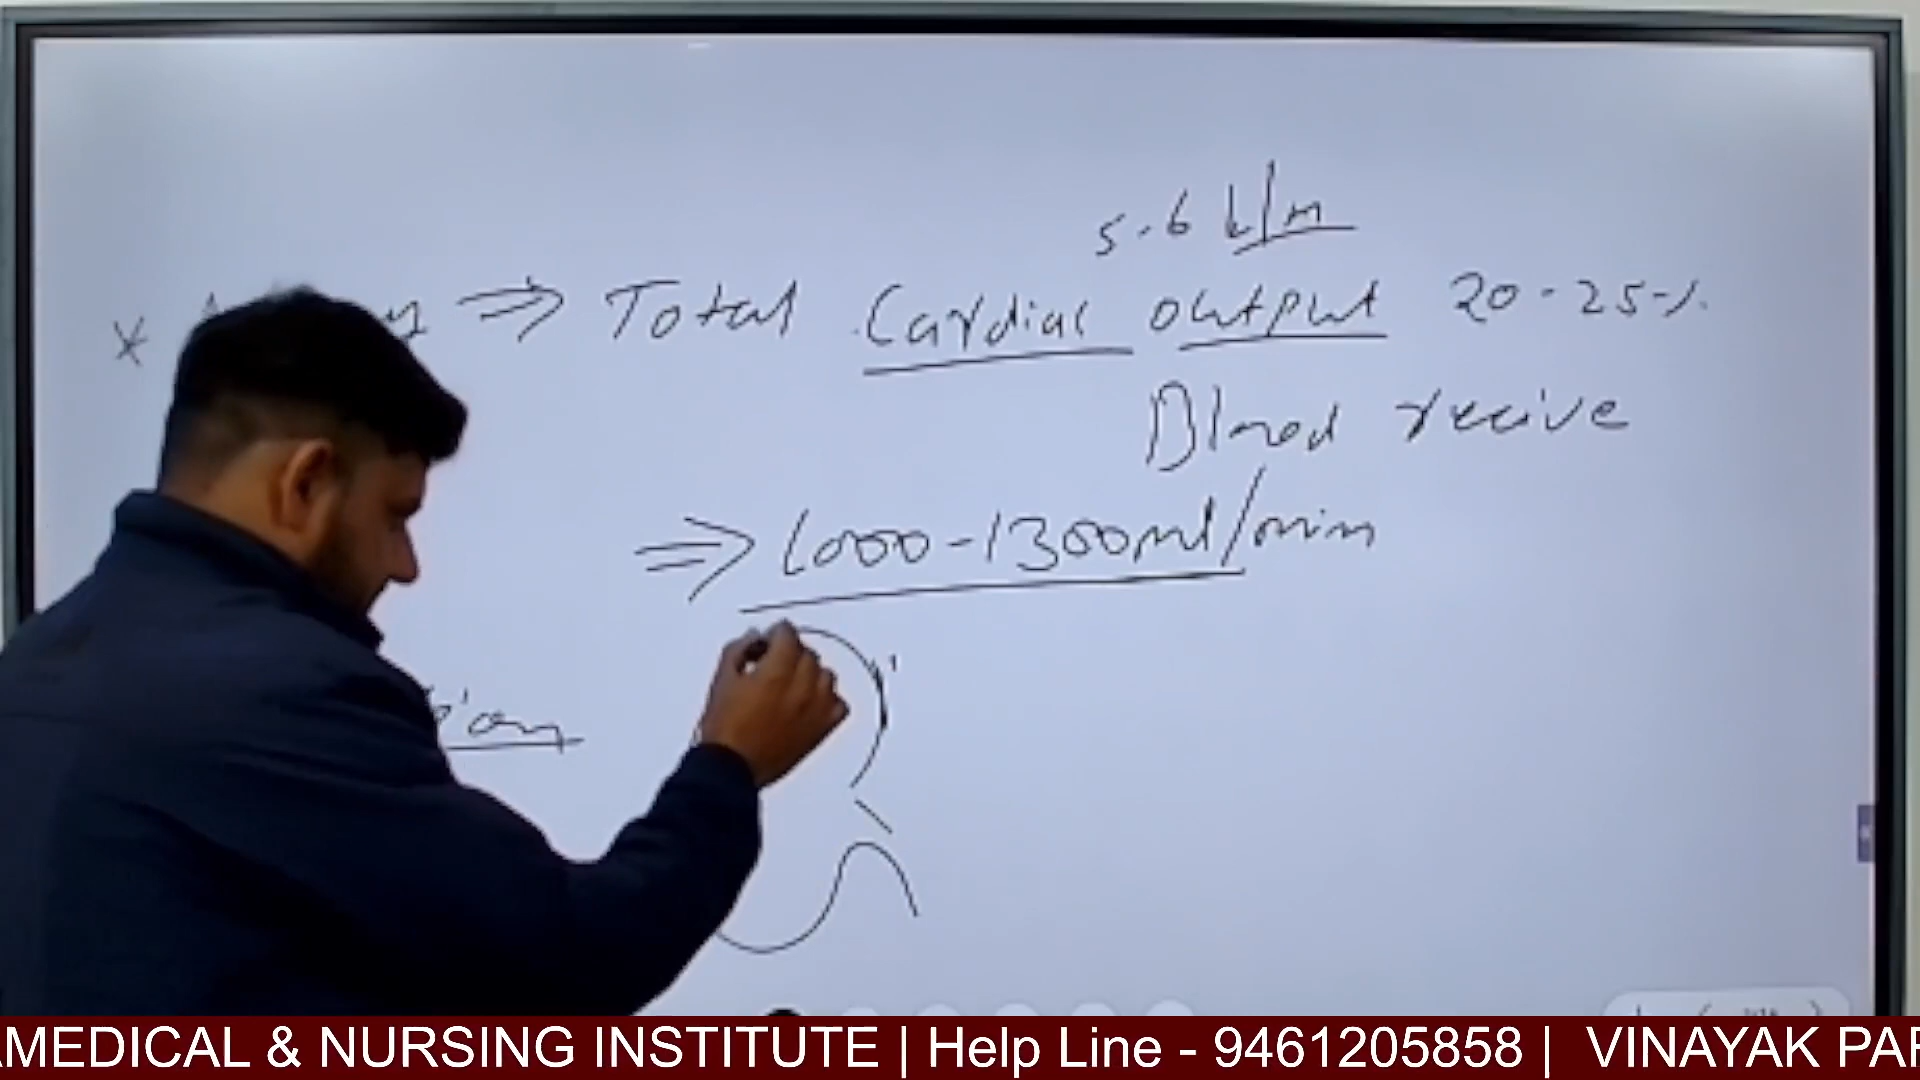 5.6 L/m
* ⇒ Total Cardiac output 20-25%
Blood recive
⇒ 1000-1300ml/min
AMEDICAL & NURSING INSTITUTE | Help Line - 9461205858 | VINAYAK PAR